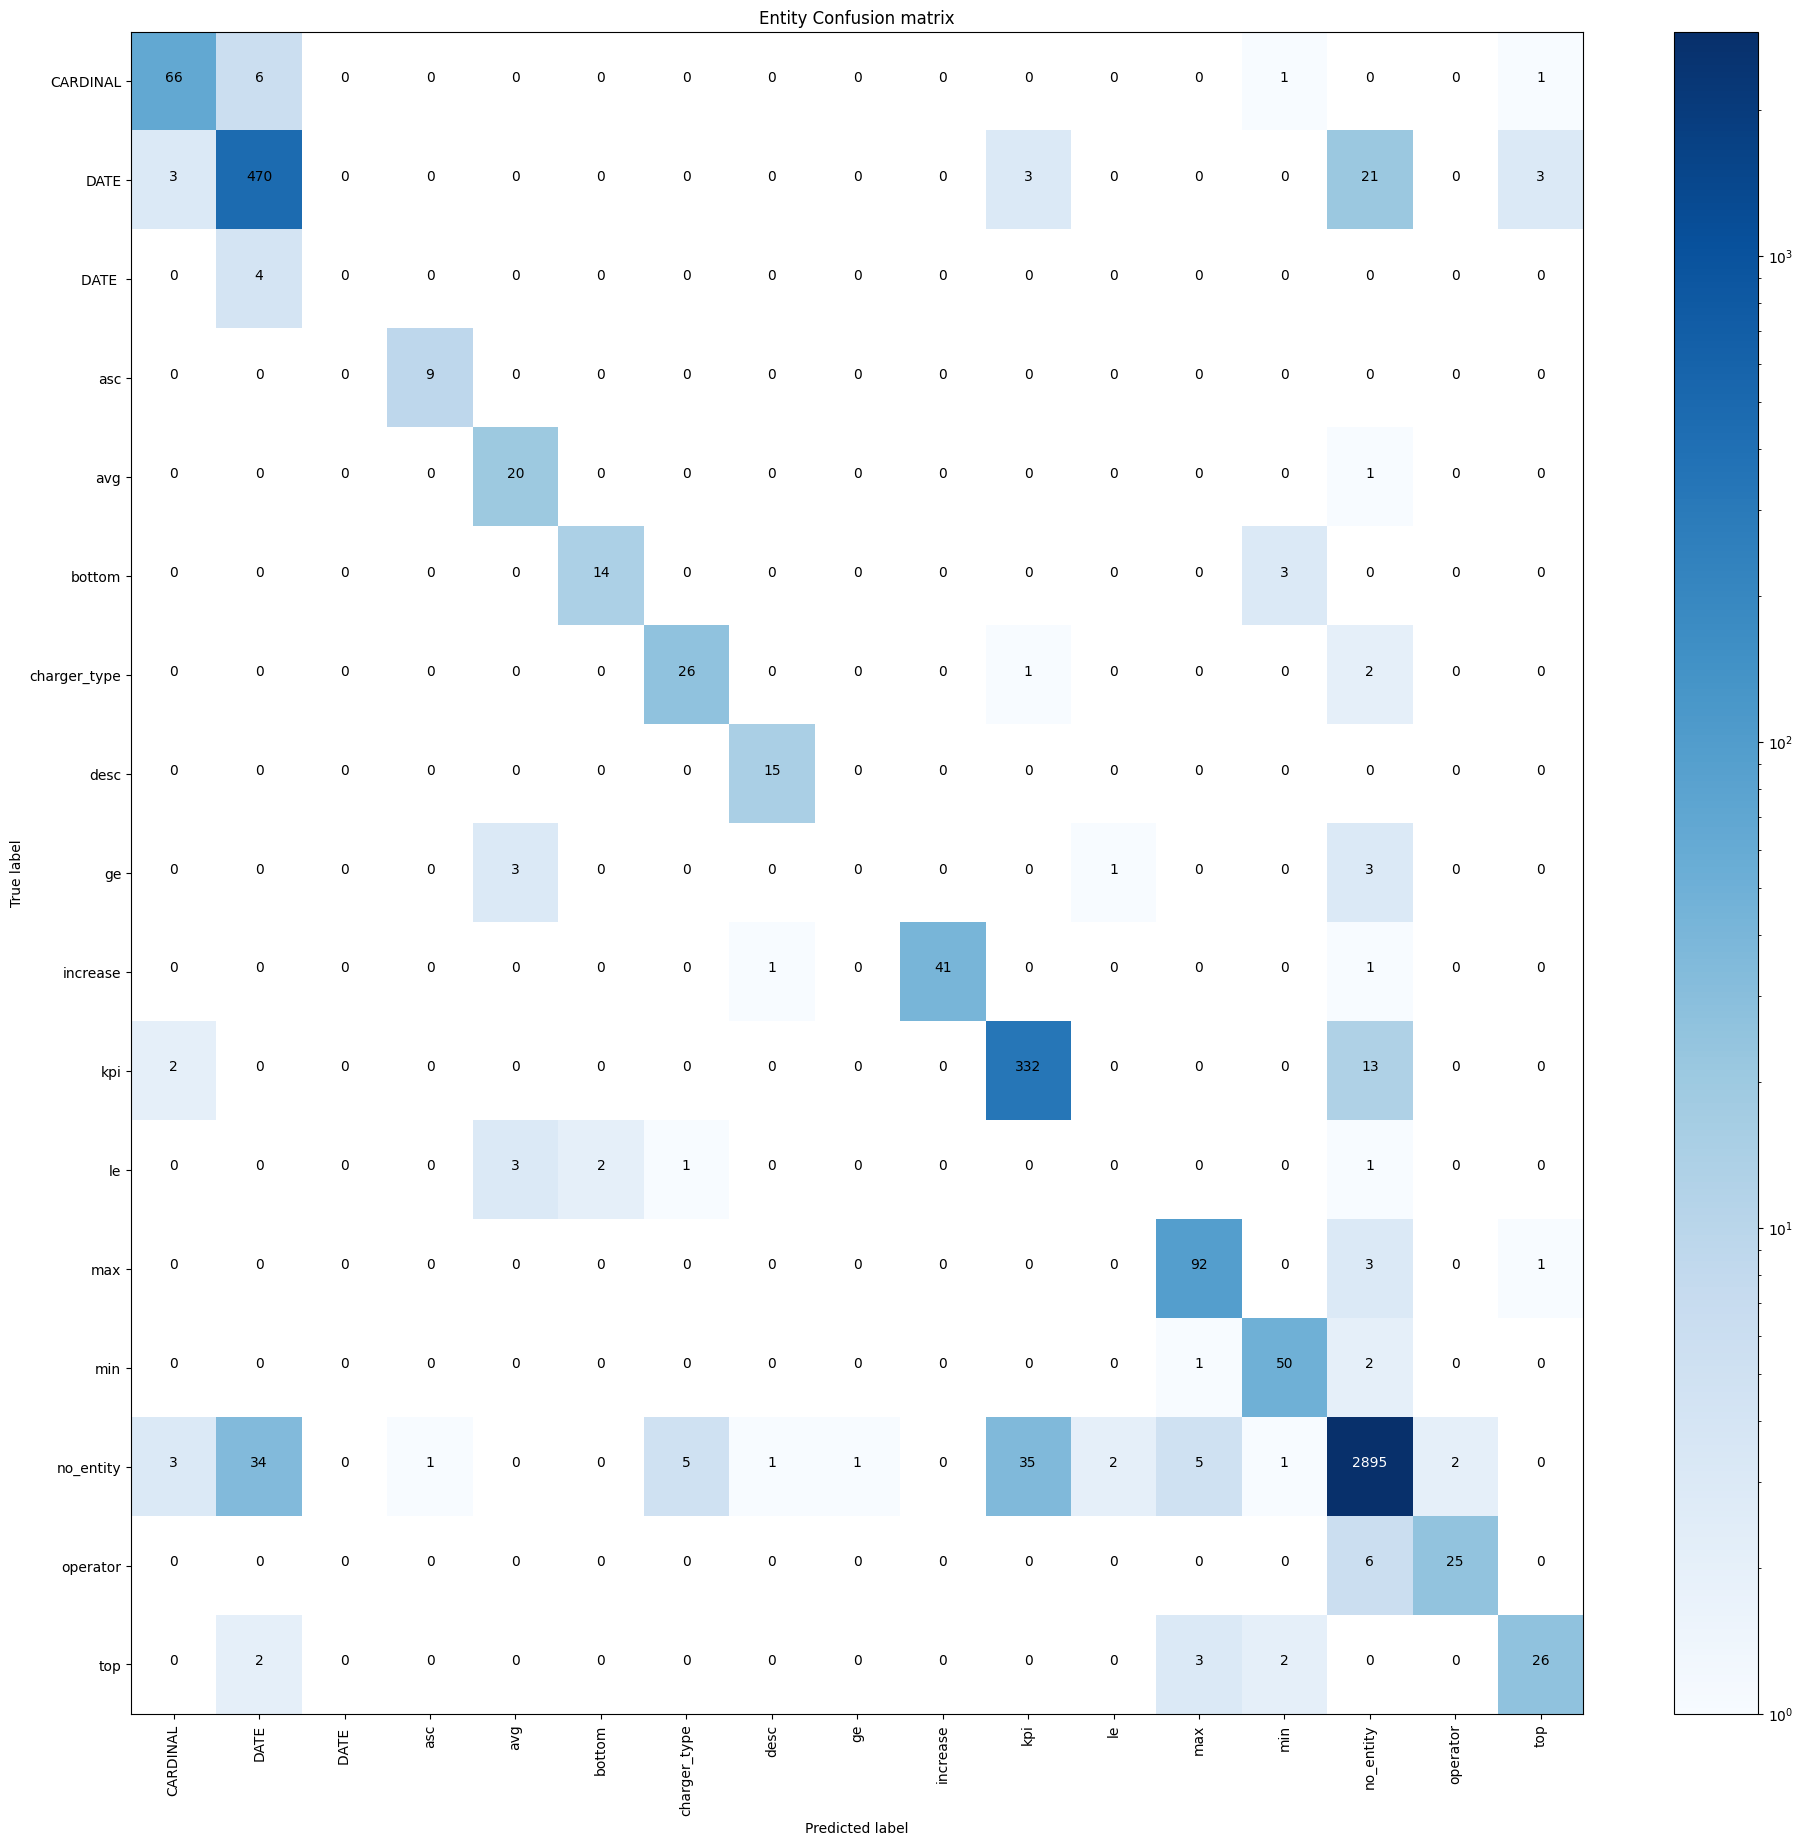 Entity Confusion matrix
CARDINAL 66 6 0 0 0 0 0 0 0 0 0 0 0 1 0 0 1
DATE 3 470 0 0 0 0 0 0 0 0 3 0 0 0 21 0 3
DATE 0 4 0 0 0 0 0 0 0 0 0 0 0 0 0 0 0
asc 0 0 0 9 0 0 0 0 0 0 0 0 0 0 0 0 0
avg 0 0 0 0 20 0 0 0 0 0 0 0 0 0 1 0 0
bottom 0 0 0 0 0 14 0 0 0 0 0 0 0 3 0 0 0
charger_type 0 0 0 0 0 0 26 0 0 0 1 0 0 0 2 0 0
desc 0 0 0 0 0 0 0 15 0 0 0 0 0 0 0 0 0
ge 0 0 0 0 3 0 0 0 0 0 0 1 0 0 3 0 0
increase 0 0 0 0 0 0 0 1 0 41 0 0 0 0 1 0 0
kpi 2 0 0 0 0 0 0 0 0 0 332 0 0 0 13 0 0
le 0 0 0 0 3 2 1 0 0 0 0 0 0 0 1 0 0
max 0 0 0 0 0 0 0 0 0 0 0 0 92 0 3 0 1
min 0 0 0 0 0 0 0 0 0 0 0 0 1 50 2 0 0
no_entity 3 34 0 1 0 0 5 1 1 0 35 2 5 1 2895 2 0
operator 0 0 0 0 0 0 0 0 0 0 0 0 0 0 6 25 0
top 0 2 0 0 0 0 0 0 0 0 0 0 3 2 0 0 26
CARDINAL DATE DATE asc avg bottom charger_type desc ge increase kpi le max min no_entity operator top
True label
Predicted label
10³
10²
10¹
10⁰